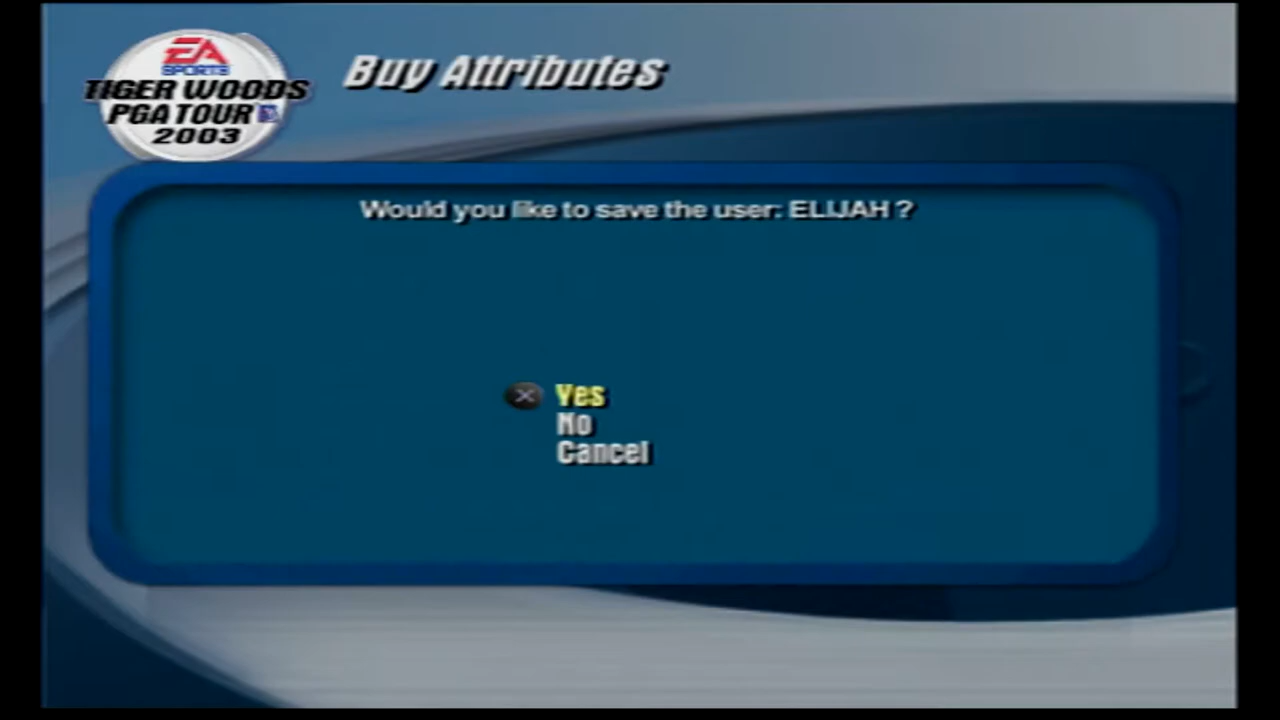 EA
SPORTS
TIGER WOODS
PGA TOUR
2003
Buy Attributes
Would you like to save the user: ELIJAH ?
Yes
No
Cancel